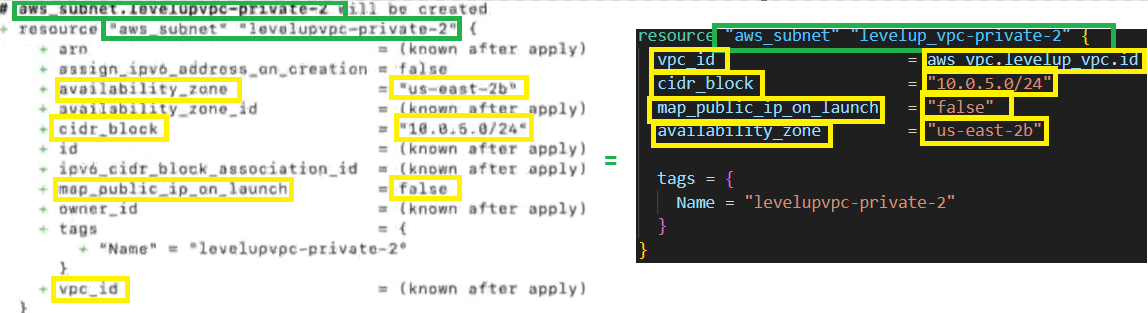 # aws_subnet.levelupvpc-private-2 will be created
+ resource "aws_subnet" "levelupvpc-private-2" {
+ arn = (known after apply)
+ assign_ipv6_address_on_creation = false
+ availability_zone = "us-east-2b"
+ availability_zone_id = (known after apply)
+ cidr_block = "10.0.5.0/24"
+ id = (known after apply)
+ ipv6_cidr_block_association_id = (known after apply)
+ map_public_ip_on_launch = false
+ owner_id = (known after apply)
+ tags = {
+ "Name" = "levelupvpc-private-2"
}
+ vpc_id = (known after apply)
}
=
resource "aws_subnet" "levelup_vpc-private-2" {
vpc_id = aws_vpc.levelup_vpc.id
cidr_block = "10.0.5.0/24"
map_public_ip_on_launch = "false"
availability_zone = "us-east-2b"
tags = {
Name = "levelupvpc-private-2"
}
}